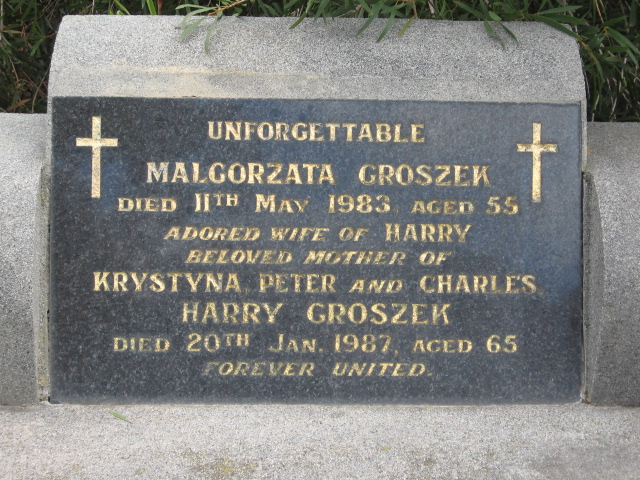 UNFORGETTABLE
MALGORZATA GROSZEK
DIED 11TH MAY 1983, AGED 55
ADORED WIFE OF HARRY
BELOVED MOTHER OF
KRYSTYNA, PETER AND CHARLES
HARRY GROSZEK
DIED 20TH JAN. 1987, AGED 65
FOREVER UNITED.